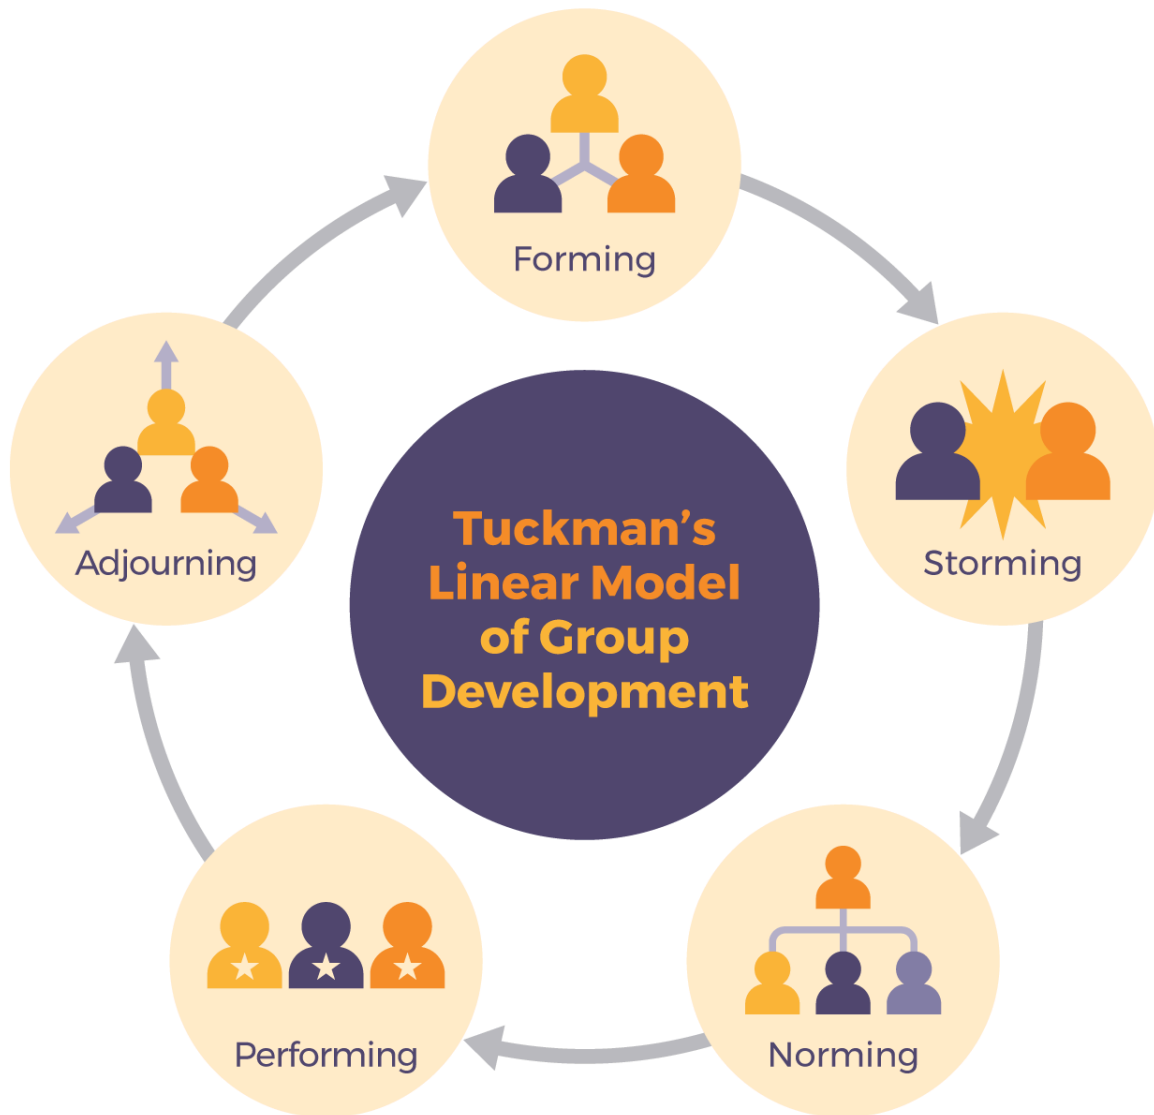 Forming
Storming
Norming
Performing
Adjourning
Tuckman’s
Linear Model
of Group
Development